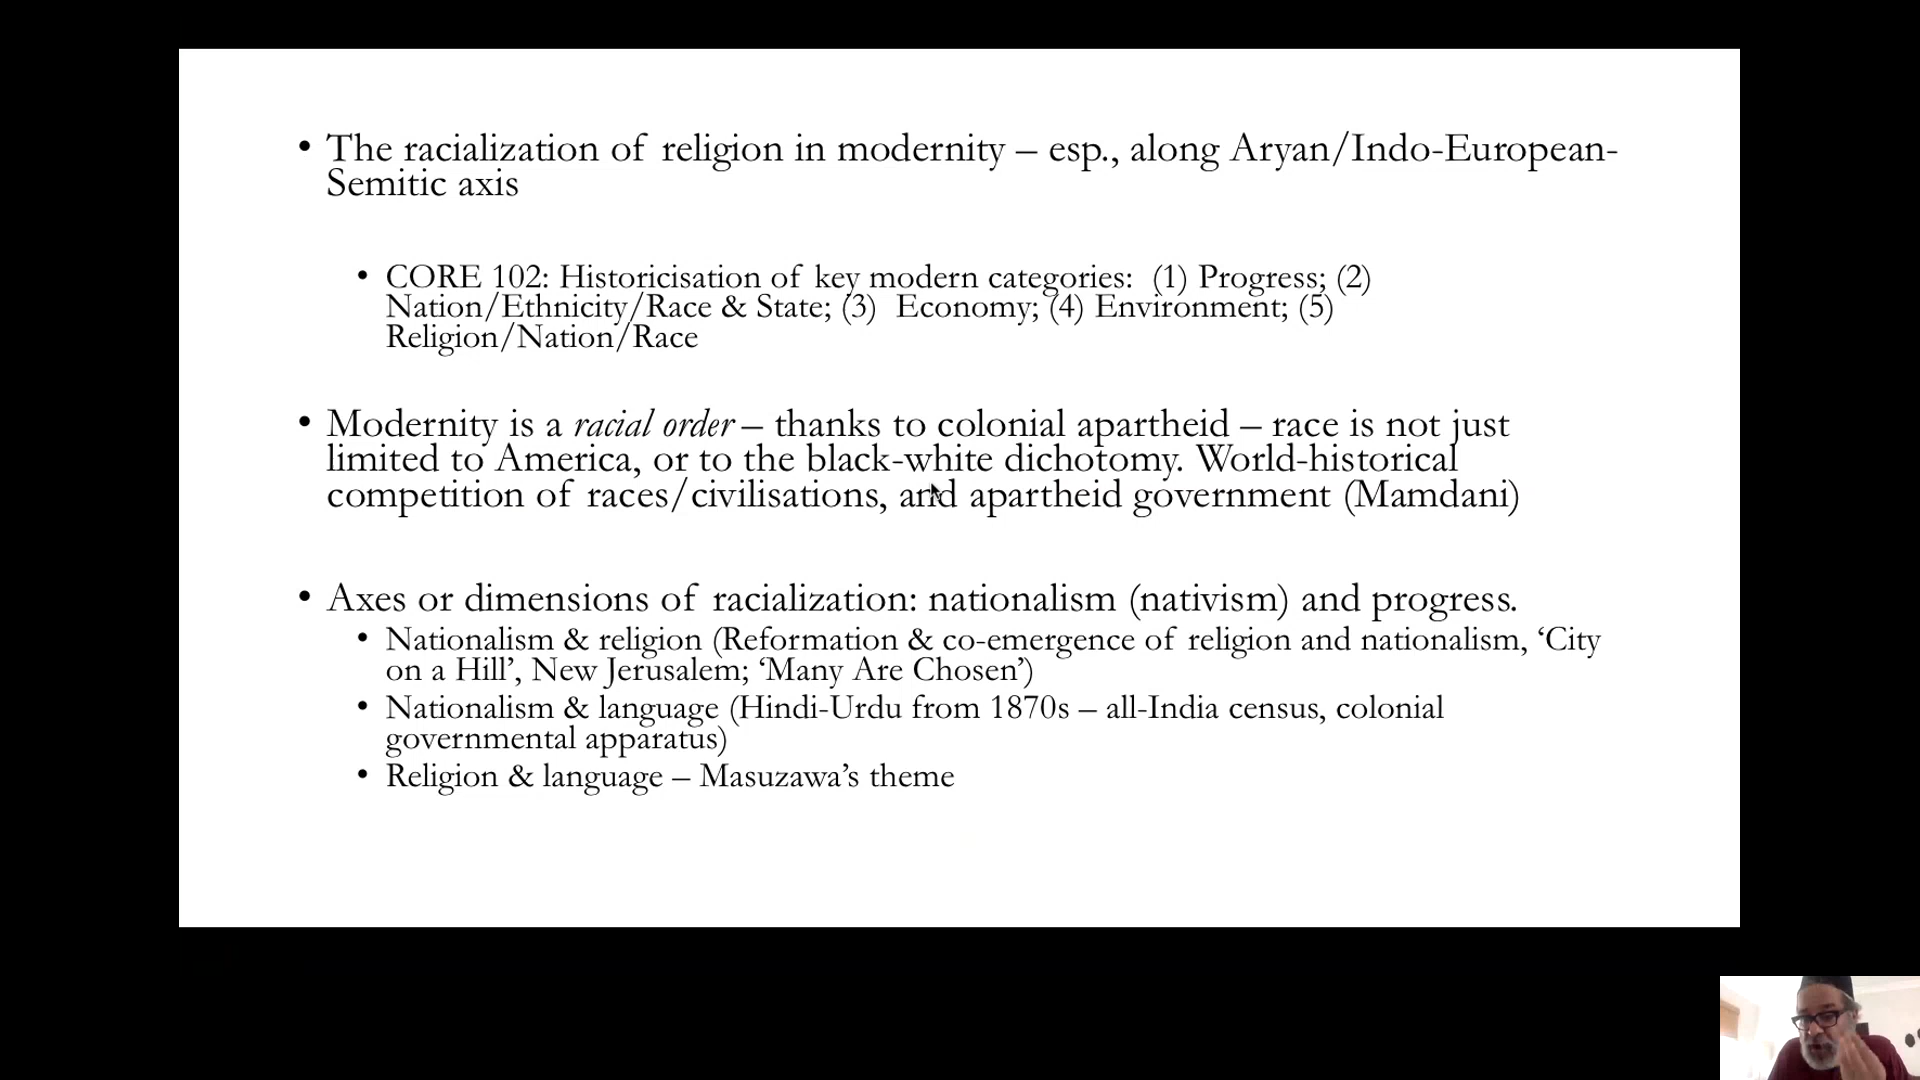 • The racialization of religion in modernity – esp., along Aryan/Indo-European-
Semitic axis
• CORE 102: Historicisation of key modern categories: (1) Progress; (2)
Nation/Ethnicity/Race & State; (3) Economy; (4) Environment; (5)
Religion/Nation/Race
• Modernity is a racial order – thanks to colonial apartheid – race is not just
limited to America, or to the black-white dichotomy. World-historical
competition of races/civilisations, and apartheid government (Mamdani)
• Axes or dimensions of racialization: nationalism (nativism) and progress.
• Nationalism & religion (Reformation & co-emergence of religion and nationalism, ‘City
on a Hill’, New Jerusalem; ‘Many Are Chosen’)
• Nationalism & language (Hindi-Urdu from 1870s – all-India census, colonial
governmental apparatus)
• Religion & language – Masuzawa’s theme